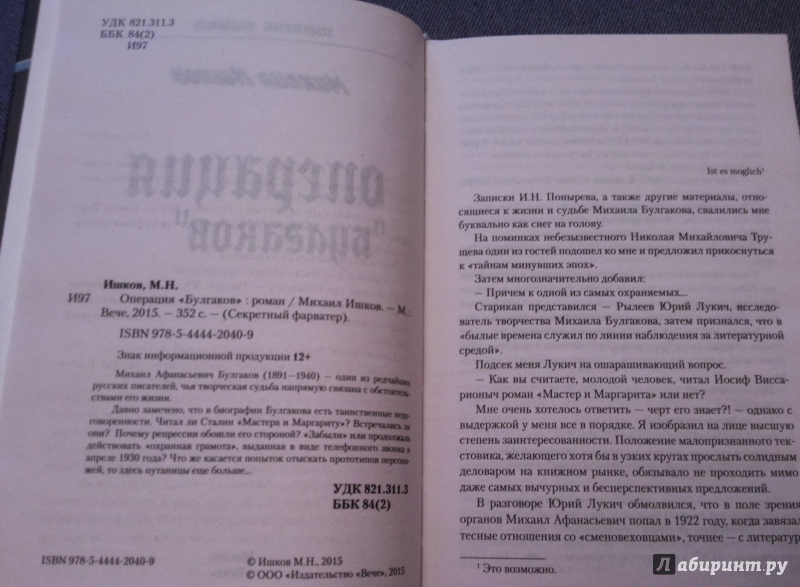 УДК 821.311.3
ББК 84(2)
И97
операция
"Булгаков"
Ишков, М.Н.
И97 Операция «Булгаков» : роман / Михаил Ишков. — М.:
Вече, 2015. — 352 с. — (Секретный фарватер).
ISBN 978-5-4444-2040-9
Знак информационной продукции 12+
Михаил Афанасьевич Булгаков (1891–1940) — один из редчайших
русских писателей, чья творческая судьба напрямую связана с обстоятель-
ствами его жизни.
Давно замечено, что в биографии Булгакова есть таинственные недо-
говоренности. Читал ли Сталин «Мастера и Маргариту»? Встречались ли
они? Почему репрессии обошли его стороной? «Забыли» или продолжала
действовать «охранная грамота», выданная в виде телефонного звонка в
апреле 1930 года? Что же касается попыток отыскать прототипов персона-
жей, то здесь путаницы еще больше...
УДК 821.311.3
ББК 84(2)
ISBN 978-5-4444-2040-9
© Ишков М.Н., 2015
© ООО «Издательство «Вече», 2015
Ist es moglich¹
Записки И.Н. Понырева, а также другие материалы, отно-
сящиеся к жизни и судьбе Михаила Булгакова, свалились мне
буквально как снег на голову.
На поминках небезызвестного Николая Михайловича Тру-
щева один из гостей подошел ко мне и предложил прикоснуться
к «тайнам минувших эпох».
Затем многозначительно добавил:
— Причем к одной из самых охраняемых...
Старикан представился — Рылеев Юрий Лукич, исследо-
ватель творчества Михаила Булгакова, затем признался, что в
«былые времена служил по линии наблюдения за литературной
средой».
Подсек меня Лукич на ошарашивающий вопрос.
— Как вы считаете, молодой человек, читал Иосиф Висса-
рионыч роман «Мастер и Маргарита» или нет?
Мне очень хотелось ответить — черт его знает?! — однако с
выдержкой у меня все в порядке. Я изобразил на лице высшую
степень заинтересованности. Положение малопризнанного тек-
стовика, желающего хотя бы в узких кругах прослыть солидным
деловаром на книжном рынке, обязывало не проходить мимо
даже самых вычурных и бесперспективных предложений.
В разговоре Юрий Лукич обмолвился, что в поле зрения
органов Михаил Афанасьевич попал в 1922 году, когда завязал
тесные отношения со «сменовеховцами», точнее — с литератур
¹ Это возможно.
Лабиринт.ру